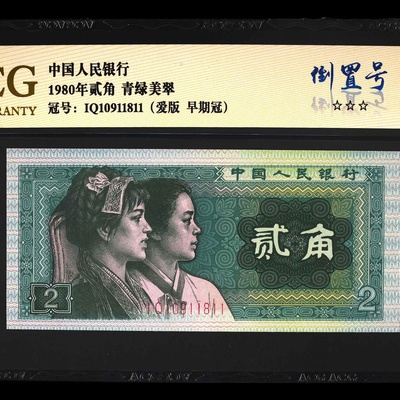 EG
RRANTY
中国人民银行
1980年贰角 青绿美翠
冠号：IQ10911811（爱版 早期冠）
倒置号
☆☆☆
中国人民银行
贰角
2
IQ10911811
2